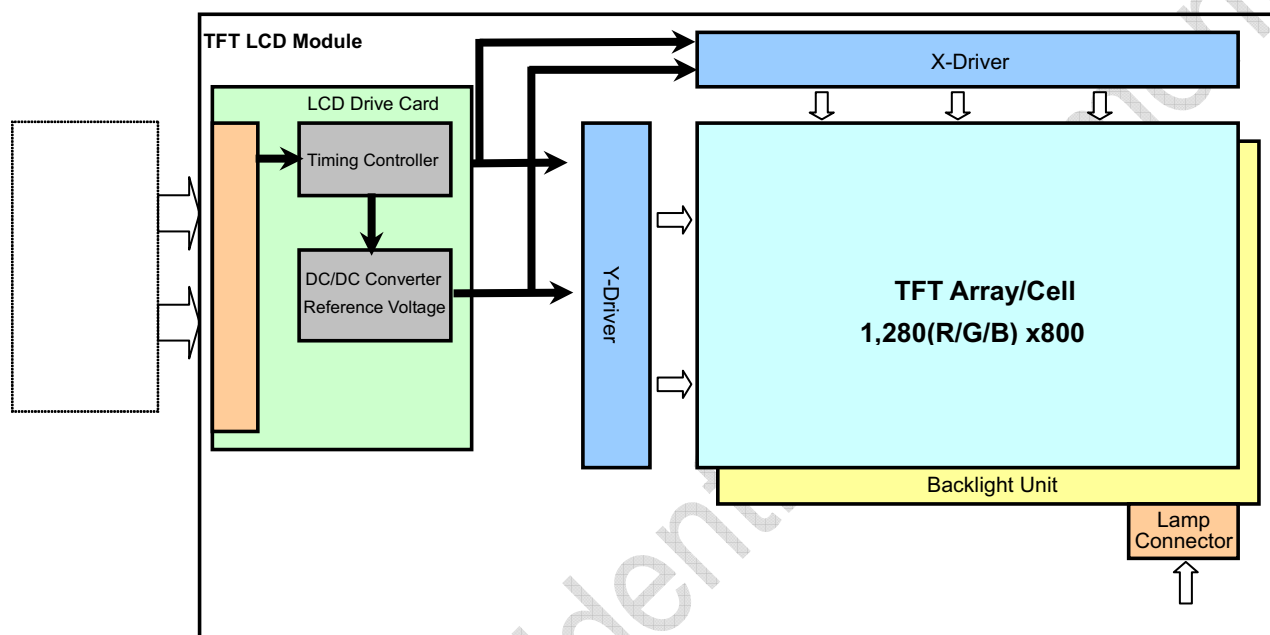 TFT LCD Module
X-Driver
LCD Drive Card
Timing Controller
DC/DC Converter
Reference Voltage
Y-Driver
TFT Array/Cell
1,280(R/G/B) x800
Backlight Unit
Lamp
Connector